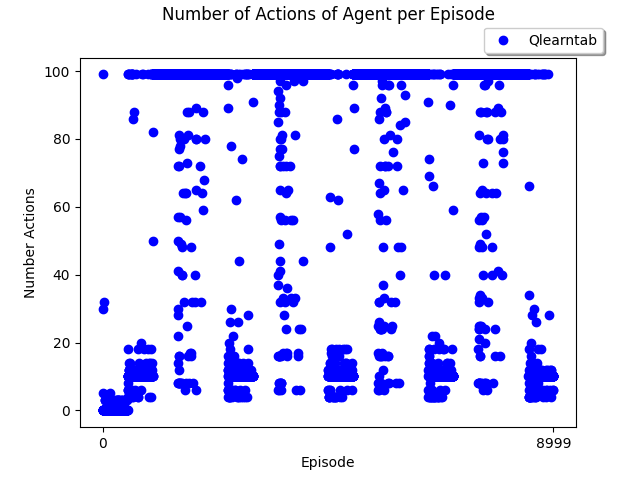 Number of Actions of Agent per Episode
Qlearntab
100
80
60
40
20
0
Number Actions
0
8999
Episode